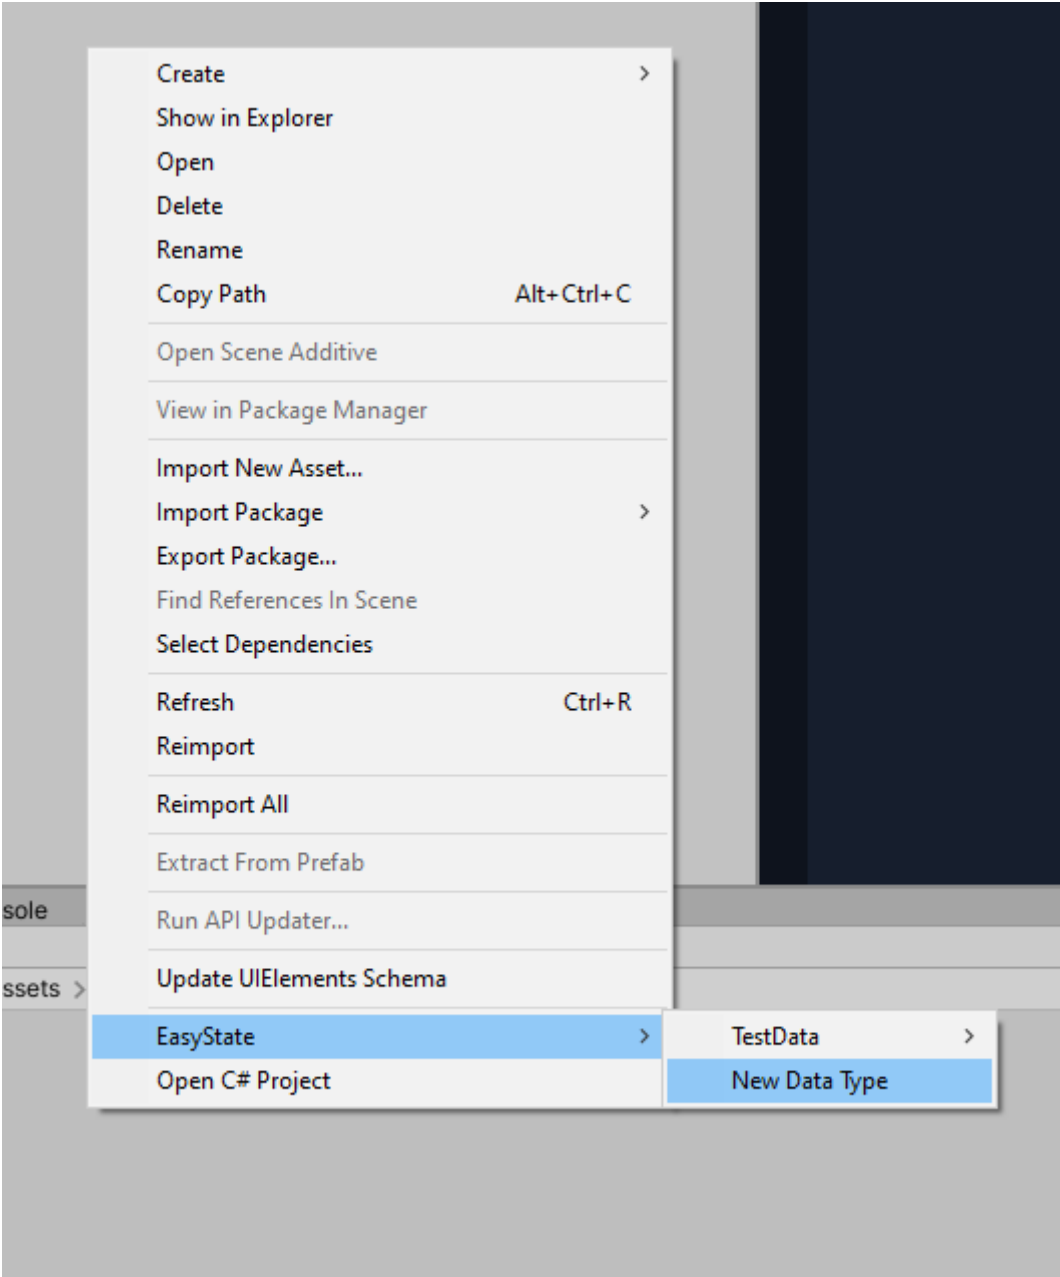 Create
Show in Explorer
Open
Delete
Rename
Copy Path Alt+Ctrl+C
Open Scene Additive
View in Package Manager
Import New Asset...
Import Package
Export Package...
Find References In Scene
Select Dependencies
Refresh Ctrl+R
Reimport
Reimport All
Extract From Prefab
sole
Run API Updater...
Update UIElements Schema
ssets >
EasyState
TestData
Open C# Project
New Data Type